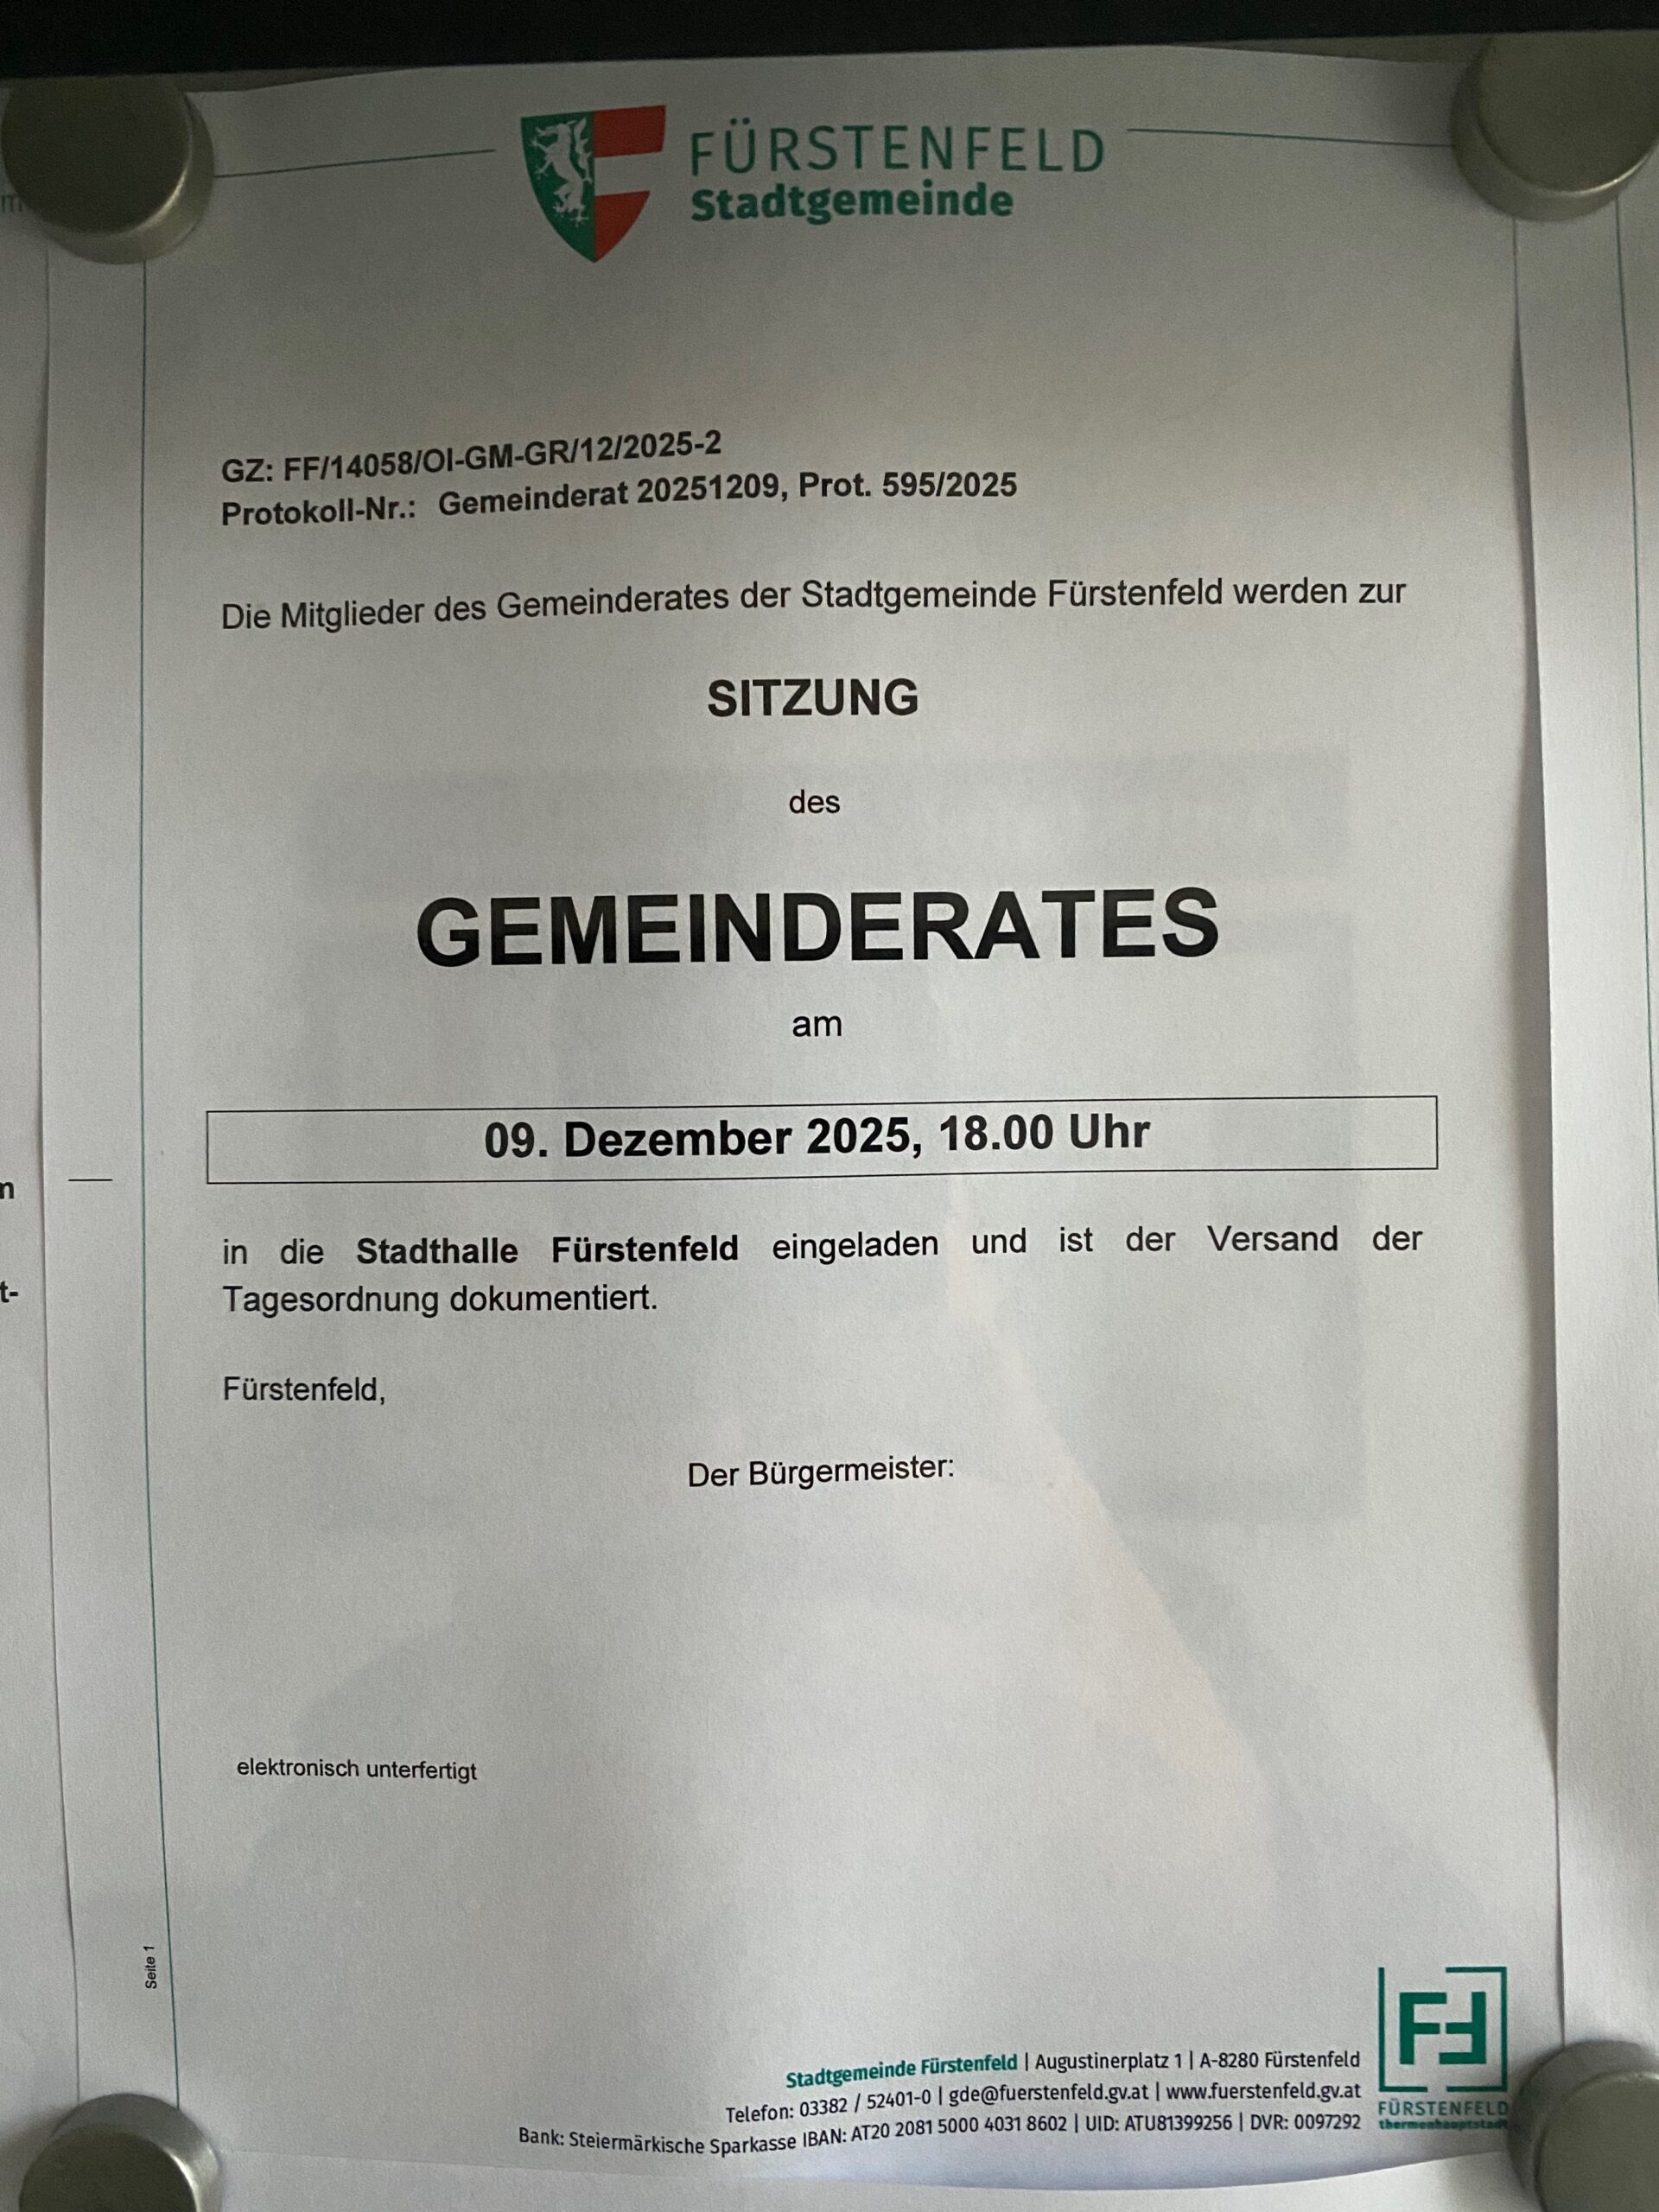 FÜRSTENFELD
Stadtgemeinde
GZ: FF/14058/OI-GM-GR/12/2025-2
Protokoll-Nr.: Gemeinderat 20251209, Prot. 595/2025
Die Mitglieder des Gemeinderates der Stadtgemeinde Fürstenfeld werden zur
SITZUNG
des
GEMEINDERATES
am
09. Dezember 2025, 18.00 Uhr
in die Stadthalle Fürstenfeld eingeladen und ist der Versand der
Tagesordnung dokumentiert.
Fürstenfeld,
Der Bürgermeister:
elektronisch unterfertigt
Seite 1
Stadtgemeinde Fürstenfeld | Augustinerplatz 1 | A-8280 Fürstenfeld
Telefon: 03382 / 52401-0 | gde@fuerstenfeld.gv.at | www.fuerstenfeld.gv.at
Bank: Steiermärkische Sparkasse IBAN: AT20 2081 5000 4031 8602 | UID: ATU81399256 | DVR: 0097292
FF
FÜRSTENFELD
thermenhauptstadt